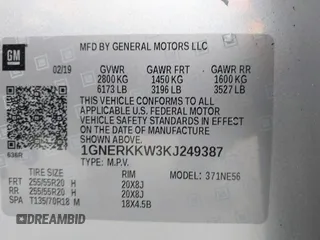 GM
MFD BY GENERAL MOTORS LLC
02/19 GVWR GAWR FRT GAWR RR
2800 KG 1450 KG 1600 KG
6173 LB 3196 LB 3527 LB
THIS VEHICLE CONFORMS TO ALL
APPLICABLE U.S. FEDERAL MOTOR
VEHICLE SAFETY STANDARDS IN
EFFECT ON THE DATE OF
MANUFACTURE SHOWN ABOVE.
1GNERKKW3KJ249387
TYPE: M.P.V. MODEL: 371NE56
TIRE SIZE RIM
FRT 255/55R20 H 20X8J
RR 255/55R20 H 20X8J
SPA T135/70R18 M 18X4.5B
IDRAMBID